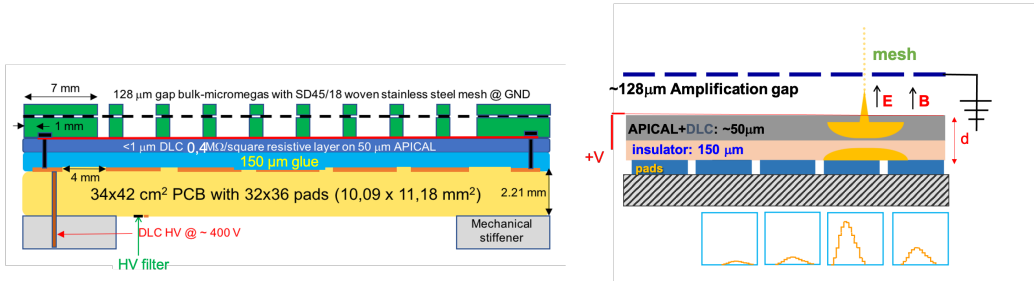 7 mm
128 μm gap bulk-micromegas with SD45/18 woven stainless steel mesh @ GND
1 mm
<1 μm DLC 0,4MΩ/square resistive layer on 50 μm APICAL
150 μm glue
4 mm
34x42 cm² PCB with 32x36 pads (10,09 x 11,18 mm²)
2.21 mm
Mechanical
stiffener
DLC HV @ ~ 400 V
HV filter
mesh
~128μm Amplification gap
E
B
APICAL+DLC: ~50μm
d
+V
insulator: 150 μm
pads